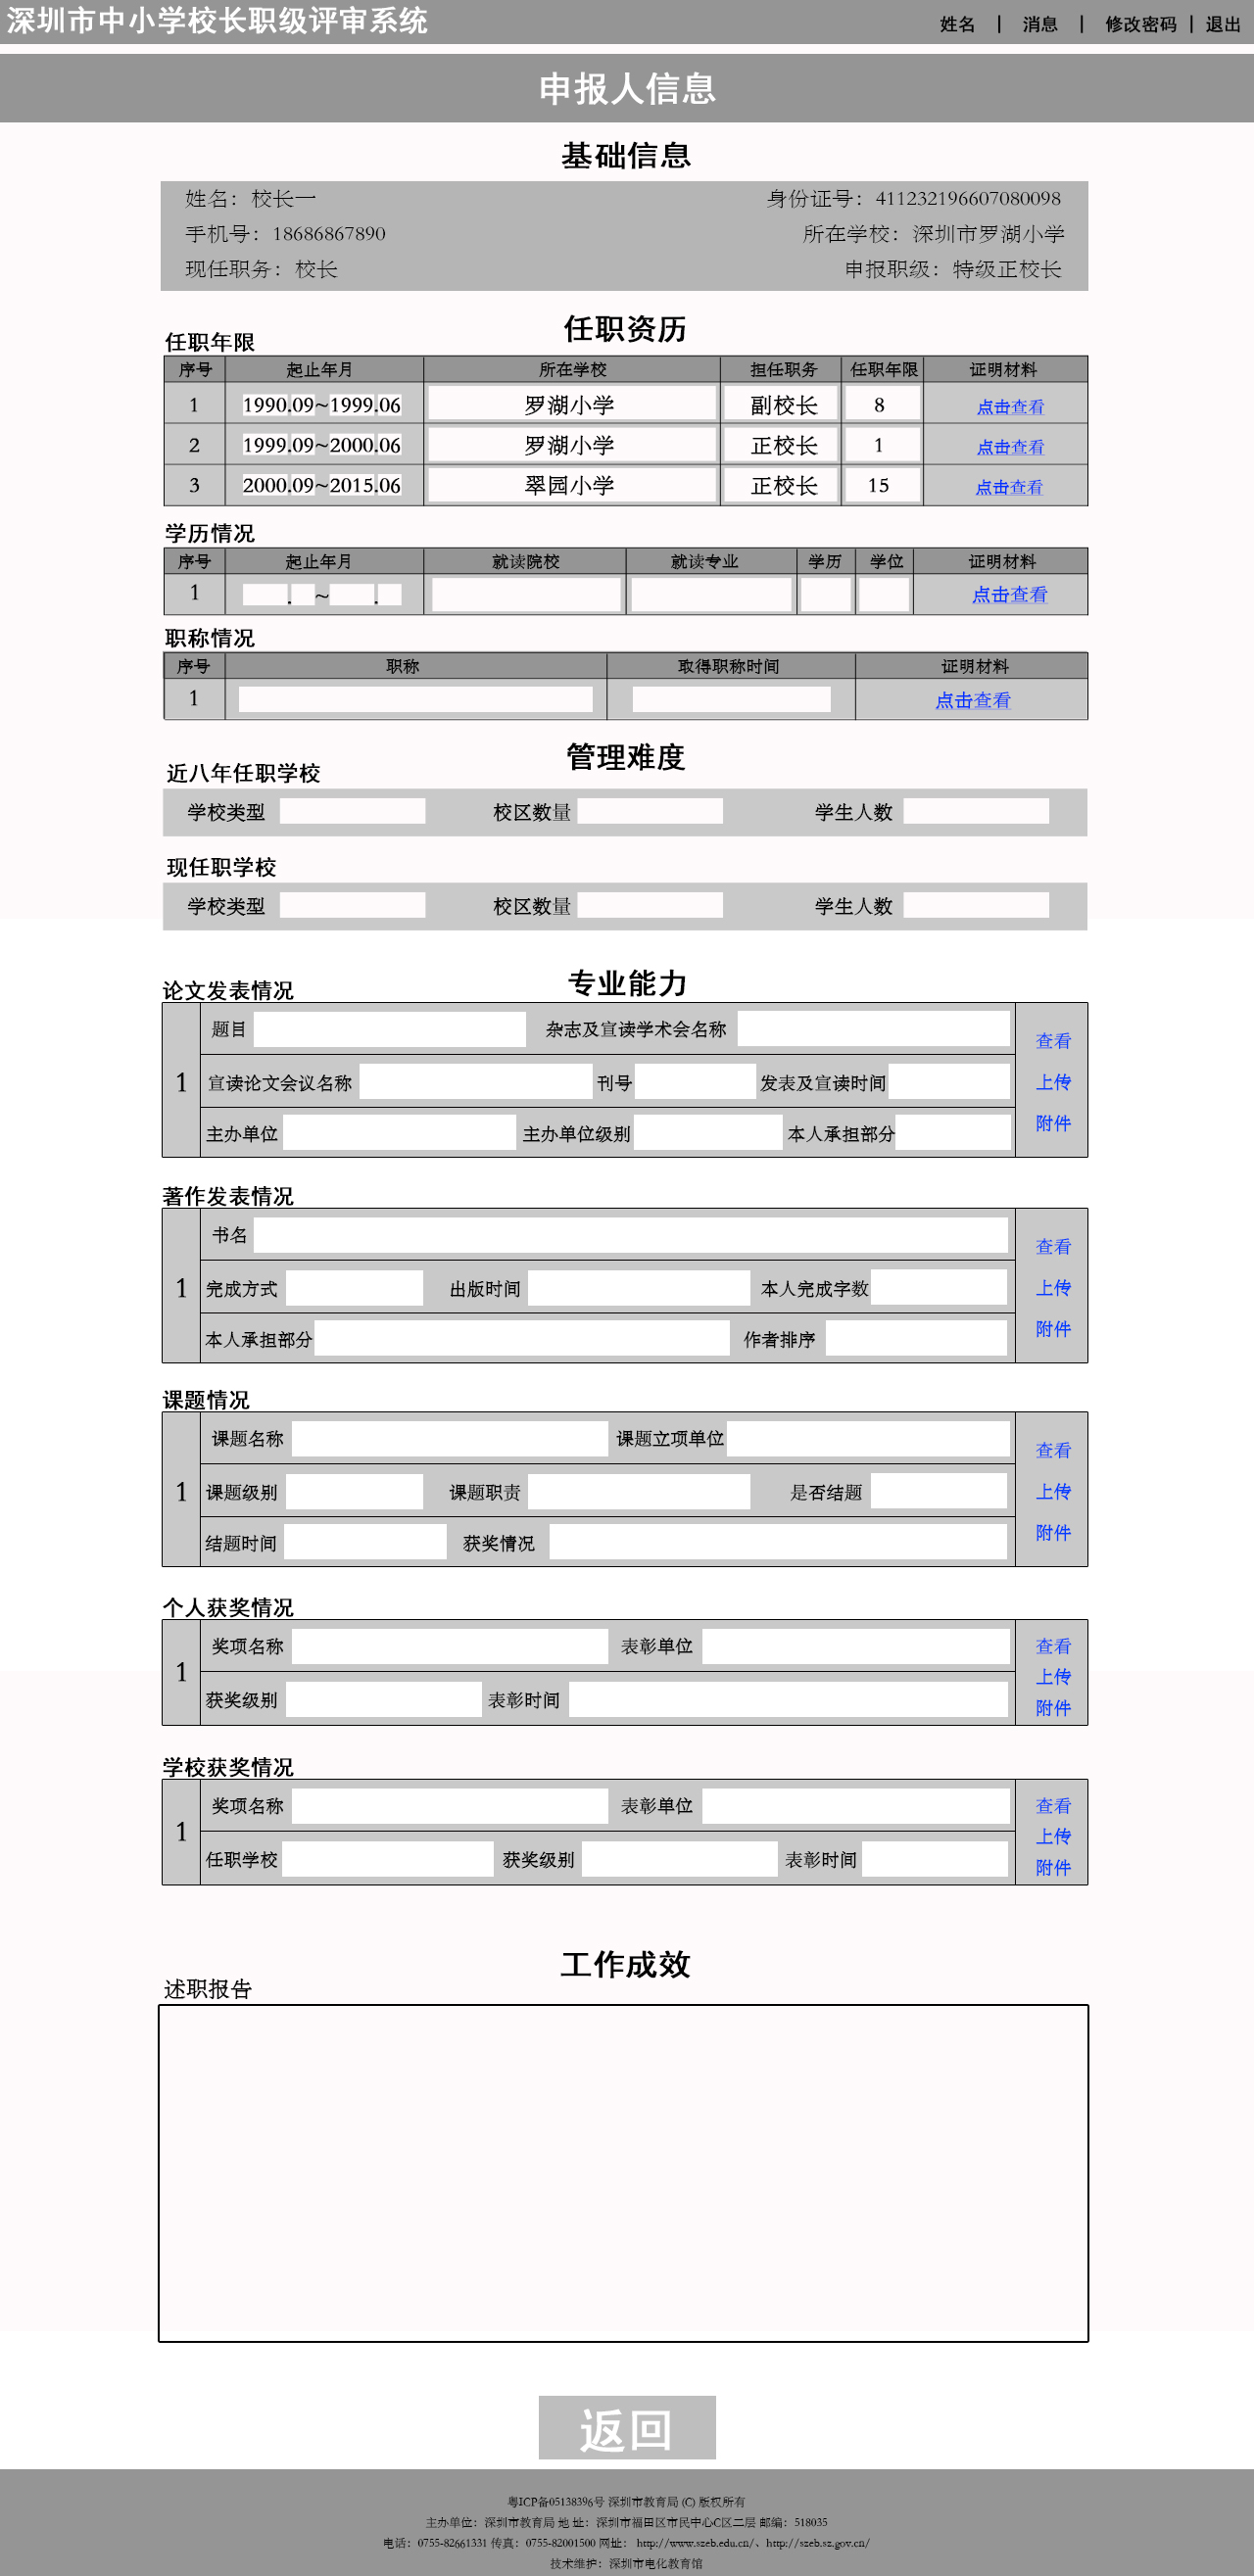 深圳市中小学校长职级评审系统 姓名 | 消息 | 修改密码 | 退出
申报人信息
基础信息
姓名：校长一 身份证号：411232196607080098
手机号：18686867890 所在学校：深圳市罗湖小学
现任职务：校长 申报职级：特级正校长
任职资历
任职年限
序号 起止年月 所在学校 担任职务 任职年限 证明材料
1 1990.09~1999.06 罗湖小学 副校长 8 点击查看
2 1999.09~2000.06 罗湖小学 正校长 1 点击查看
3 2000.09~2015.06 翠园小学 正校长 15 点击查看
学历情况
序号 起止年月 就读院校 就读专业 学历 学位 证明材料
1 . ~ . 点击查看
职称情况
序号 职称 取得职称时间 证明材料
1 点击查看
管理难度
近八年任职学校
学校类型 校区数量 学生人数
现任职学校
学校类型 校区数量 学生人数
专业能力
论文发表情况
1 题目 杂志及宣读学术会名称
宣读论文会议名称 刊号 发表及宣读时间
主办单位 主办单位级别 本人承担部分
查看
上传
附件
著作发表情况
1 书名
完成方式 出版时间 本人完成字数
本人承担部分 作者排序
查看
上传
附件
课题情况
1 课题名称 课题立项单位
课题级别 课题职责 是否结题
结题时间 获奖情况
查看
上传
附件
个人获奖情况
1 奖项名称 表彰单位
获奖级别 表彰时间
查看
上传
附件
学校获奖情况
1 奖项名称 表彰单位
任职学校 获奖级别 表彰时间
查看
上传
附件
工作成效
述职报告
返回
粤ICP备05138396号 深圳市教育局 (C) 版权所有
主办单位：深圳市教育局 地 址：深圳市福田区市民中心C区二层 邮编：518035
电话：0755-82661331 传真：0755-82001500 网址： http://www.szeb.edu.cn/、http://szeb.sz.gov.cn/
技术维护：深圳市电化教育馆